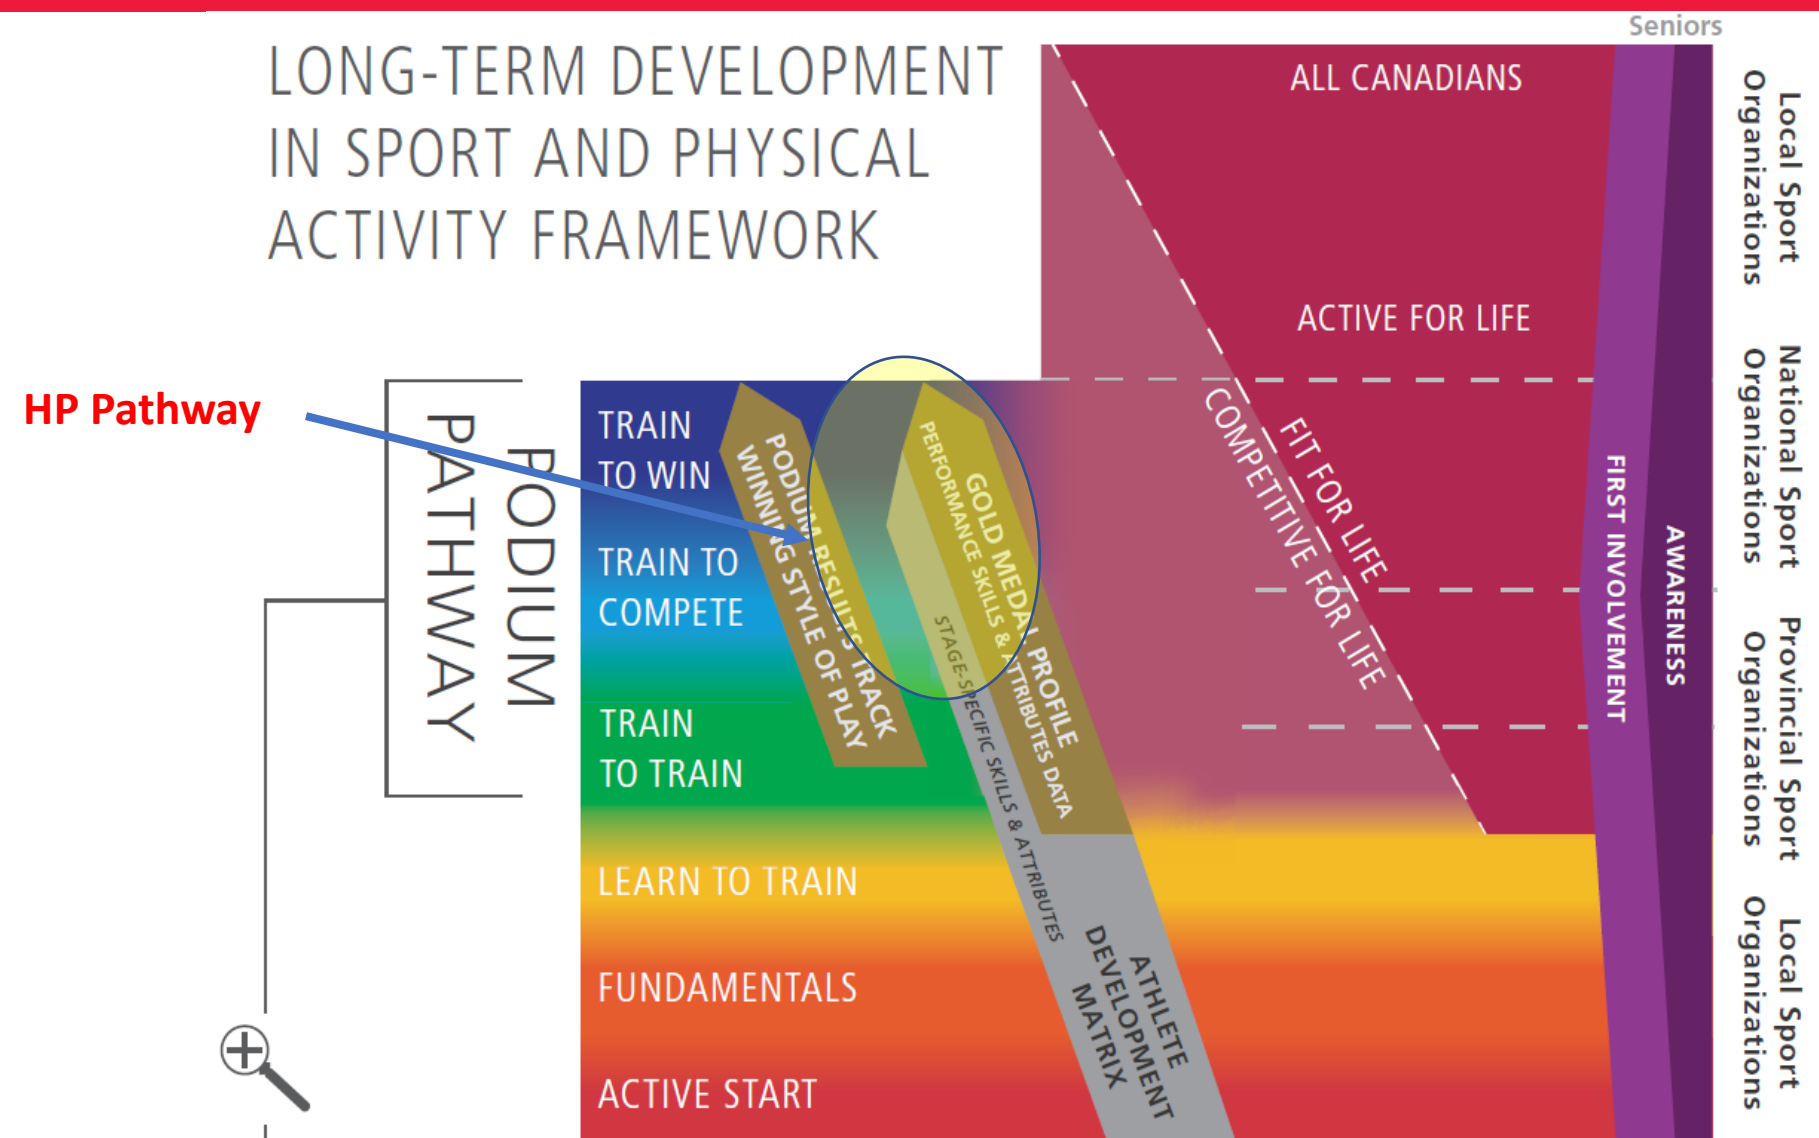 Seniors
LONG-TERM DEVELOPMENT
IN SPORT AND PHYSICAL
ACTIVITY FRAMEWORK
ALL CANADIANS
ACTIVE FOR LIFE
HP Pathway
PODIUM
PATHWAY
TRAIN
TO WIN
TRAIN TO
COMPETE
TRAIN
TO TRAIN
LEARN TO TRAIN
FUNDAMENTALS
ACTIVE START
PODIUM RESULTS TRACK
WINNING STYLE OF PLAY
GOLD MEDAL PROFILE
PERFORMANCE SKILLS & ATTRIBUTES DATA
STAGE-SPECIFIC SKILLS & ATTRIBUTES
ATHLETE
DEVELOPMENT
MATRIX
FIT FOR LIFE
COMPETITIVE FOR LIFE
FIRST INVOLVEMENT
AWARENESS
Local Sport
Organizations
National Sport
Organizations
Provincial Sport
Organizations
Local Sport
Organizations